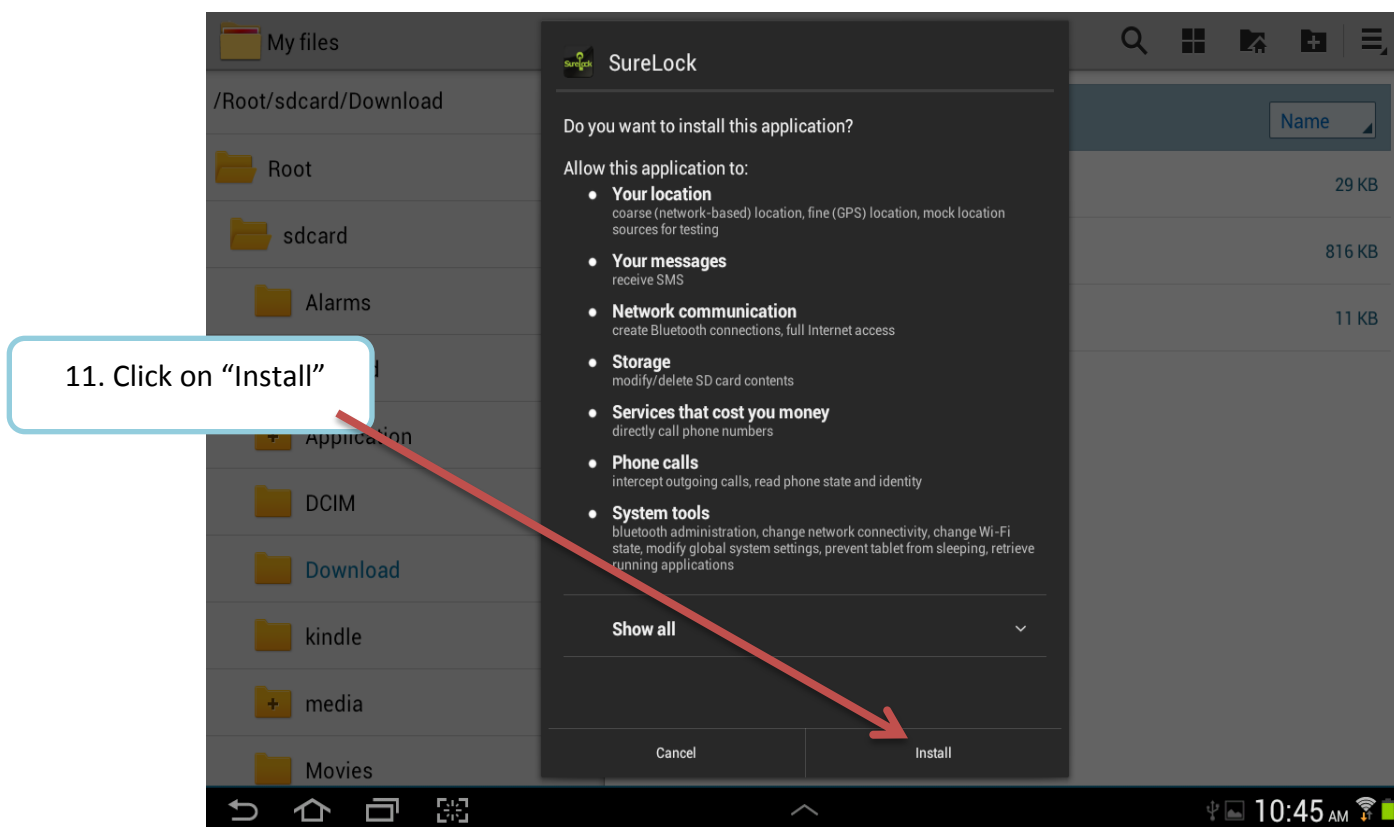 My files
/Root/sdcard/Download
Root
sdcard
Alarms
Application
DCIM
Download
kindle
media
Movies
11. Click on “Install”
SureLock
SureLock
Do you want to install this application?
Allow this application to:
● Your location
coarse (network-based) location, fine (GPS) location, mock location
sources for testing
● Your messages
receive SMS
● Network communication
create Bluetooth connections, full Internet access
● Storage
modify/delete SD card contents
● Services that cost you money
directly call phone numbers
● Phone calls
intercept outgoing calls, read phone state and identity
● System tools
bluetooth administration, change network connectivity, change Wi-Fi
state, modify global system settings, prevent tablet from sleeping, retrieve
running applications
Show all
Cancel
Install
Name
29 KB
816 KB
11 KB
10:45 AM